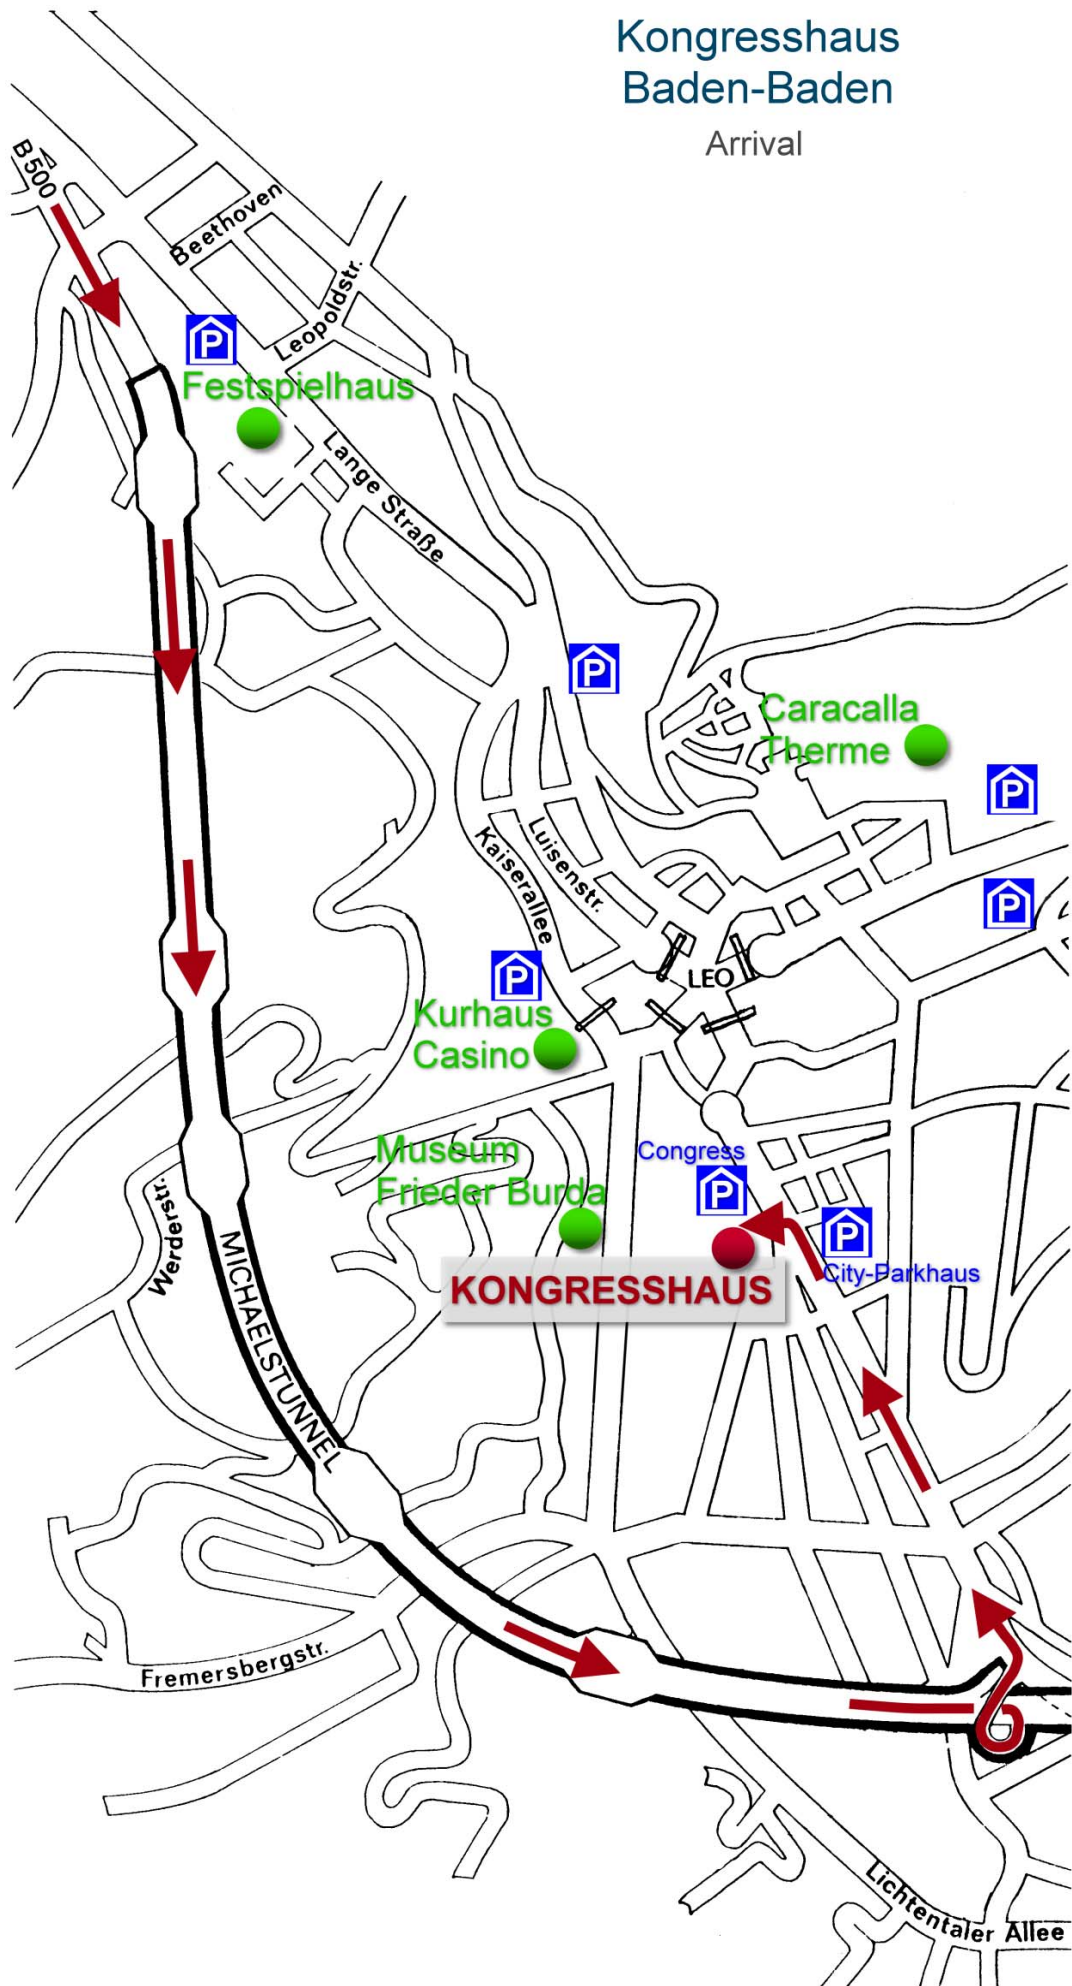 Kongresshaus
Baden-Baden
Arrival
B 500
Beethoven
Leopoldstr.
P
Festspielhaus
Lange Straße
P
Caracalla
Therme
P
Luisenstr.
Kaiserallee
P
P
LEO
Kurhaus
Casino
Museum
Frieder Burda
Congress
P
P
City-Parkhaus
KONGRESSHAUS
Werderstr.
MICHAELSTUNNEL
Fremersbergstr.
Lichtentaler Allee